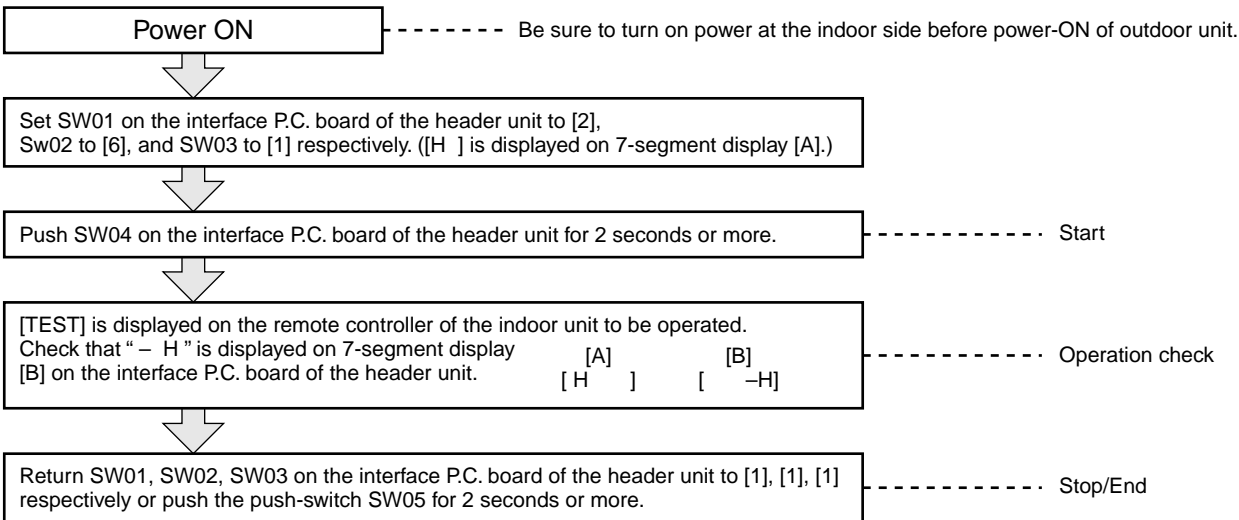 Power ON
Be sure to turn on power at the indoor side before power-ON of outdoor unit.
Set SW01 on the interface P.C. board of the header unit to [2],
Sw02 to [6], and SW03 to [1] respectively. ([H  ] is displayed on 7-segment display [A].)
Push SW04 on the interface P.C. board of the header unit for 2 seconds or more.
Start
[TEST] is displayed on the remote controller of the indoor unit to be operated.
Check that “ – H ” is displayed on 7-segment display
[B] on the interface P.C. board of the header unit.
[A] [B]
[ H    ] [    –H]
Operation check
Return SW01, SW02, SW03 on the interface P.C. board of the header unit to [1], [1], [1]
respectively or push the push-switch SW05 for 2 seconds or more.
Stop/End